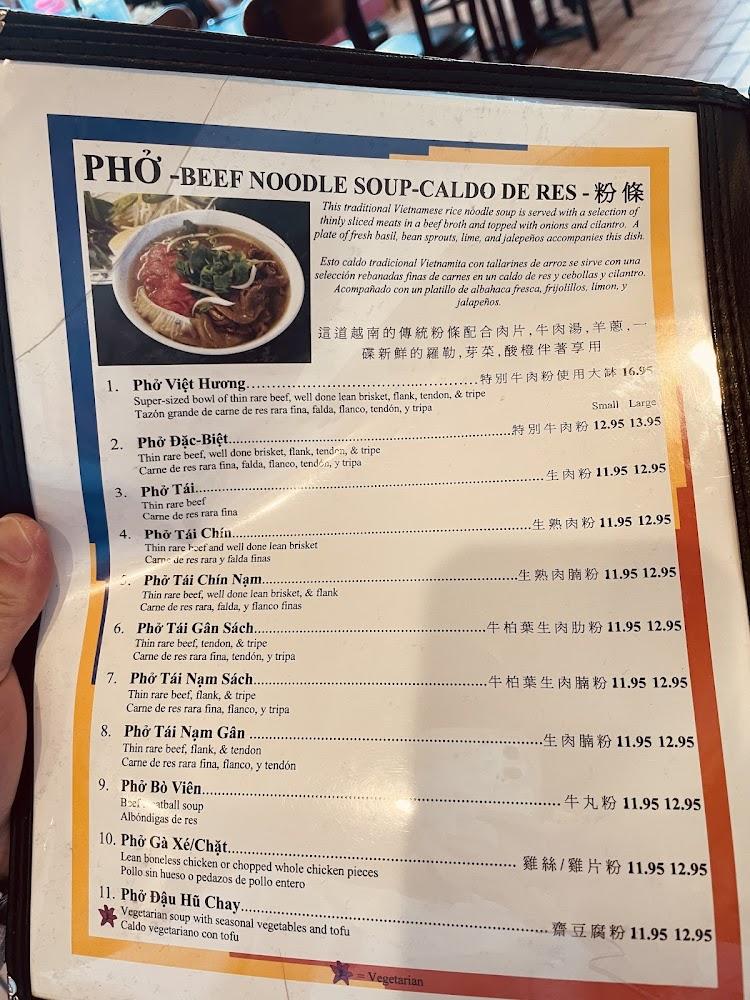 PHỞ -BEEF NOODLE SOUP-CALDO DE RES - 粉條
This traditional Vietnamese rice noodle soup is served with a selection of
thinly sliced meats in a beef broth and topped with onions and cilantro. A
plate of fresh basil, bean sprouts, lime, and jalepeños accompanies this dish.
Esto caldo tradicional Vietnamita con tallarines de arroz se sirve con una
selección rebanadas finas de carnes en un caldo de res y cebollas y cilantro.
Acompañado con un platillo de albahaca fresca, frijolillos, limon, y
jalapeños.
這道越南的傳統粉條配合肉片,牛肉湯,羊蔥,一
碟新鮮的羅勒,芽菜,酸橙伴著享用
1. Phở Việt Hương...特別牛肉粉使用大缽 16.95
Super-sized bowl of thin rare beef, well done lean brisket, flank, tendon, & tripe
Tazón grande de carne de res rara fina, falda, flanco, tendón, y tripa
Small Large
2. Phở Đặc-Biệt...特別牛肉粉 12.95 13.95
Thin rare beef, well done brisket, flank, tendon, & tripe
Carne de res rara fina, falda, flanco, tendón, y tripa
3. Phở Tái...生肉粉 11.95 12.95
Thin rare beef
Carne de res rara fina
4. Phở Tái Chín...生熟肉粉 11.95 12.95
Thin rare beef and well done lean brisket
Carne de res rara y falda finas
5. Phở Tái Chín Nạm...生熟肉腩粉 11.95 12.95
Thin rare beef, well done lean brisket, & flank
Carne de res rara, falda, y flanco finas
6. Phở Tái Gân Sách...牛柏葉生肉肋粉 11.95 12.95
Thin rare beef, tendon, & tripe
Carne de res rara fina, tendón, y tripa
7. Phở Tái Nạm Sách...牛柏葉生肉腩粉 11.95 12.95
Thin rare beef, flank, & tripe
Carne de res rara fina, flanco, y tripa
8. Phở Tái Nạm Gân...生肉腩粉 11.95 12.95
Thin rare beef, flank, & tendon
Carne de res rara fina, flanco, y tendón
9. Phở Bò Viên...牛丸粉 11.95 12.95
Beef meatball soup
Albóndigas de res
10. Phở Gà Xé/Chặt...雞絲/雞片粉 11.95 12.95
Lean boneless chicken or chopped whole chicken pieces
Pollo sin hueso o pedazos de pollo entero
11. Phở Đậu Hũ Chay...齋豆腐粉 11.95 12.95
Vegetarian soup with seasonal vegetables and tofu
Caldo vegetariano con tofu
= Vegetarian